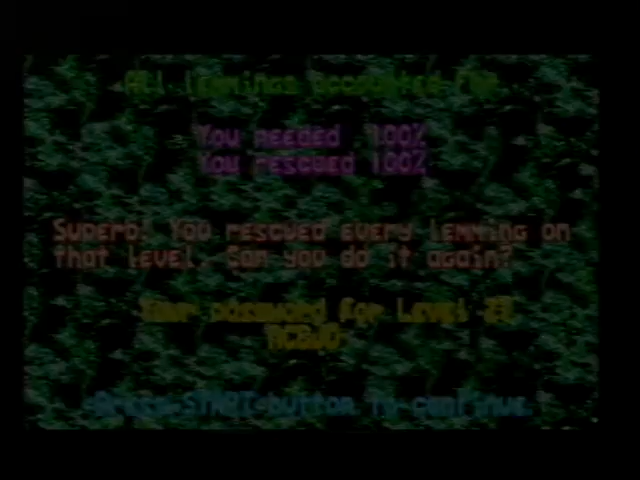 All lemmings accounted for.
You needed 100%
You rescued 100%
Superb! You rescued every lemming on
that level. Can you do it again?
Your password for Level
Press START button to continue